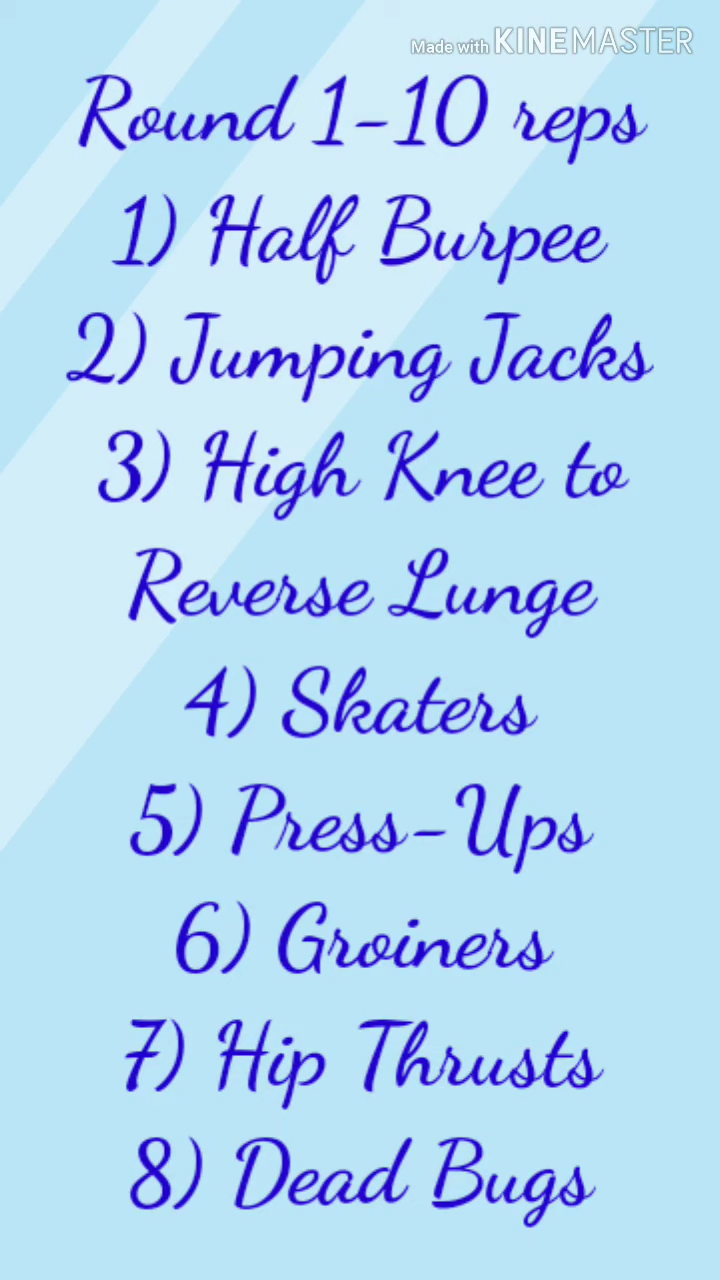 Made with KINEMASTER
Round 1-10 reps
1) Half Burpee
2) Jumping Jacks
3) High Knee to
Reverse Lunge
4) Skaters
5) Press-Ups
6) Groiners
7) Hip Thrusts
8) Dead Bugs